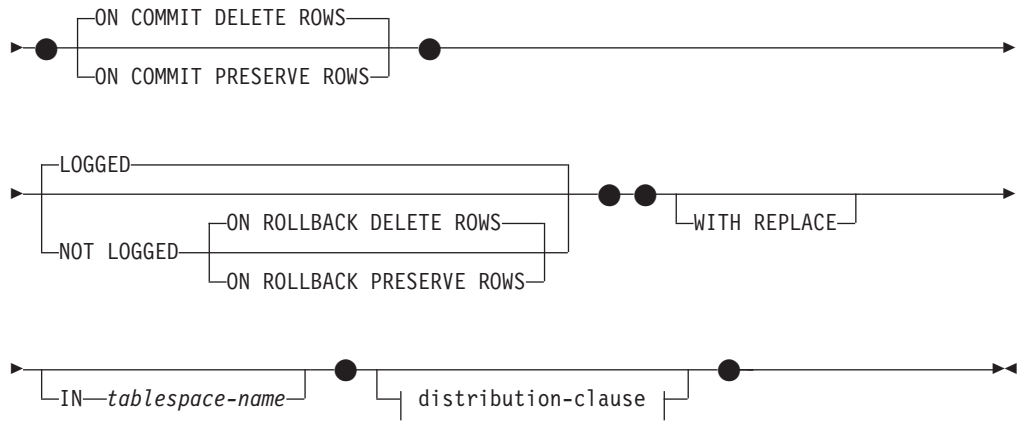 ON COMMIT DELETE ROWS
ON COMMIT PRESERVE ROWS
LOGGED
ON ROLLBACK DELETE ROWS
WITH REPLACE
NOT LOGGED
ON ROLLBACK PRESERVE ROWS
IN tablespace-name
distribution-clause